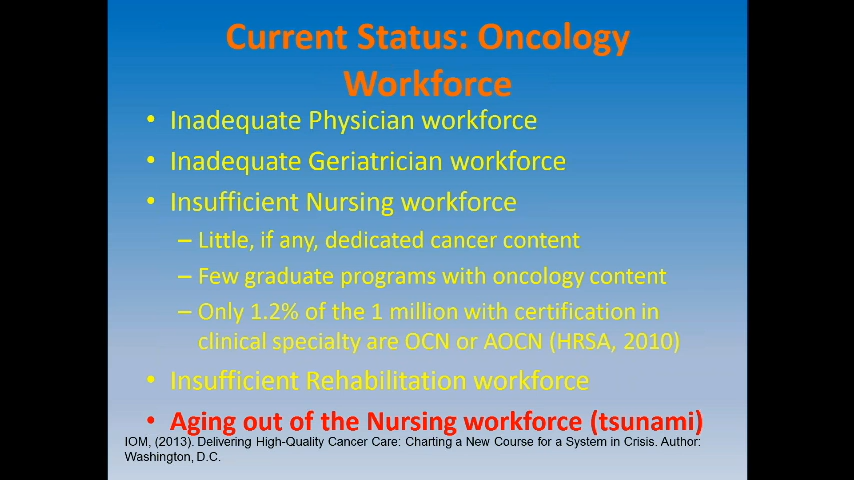 Current Status: Oncology
Workforce
• Inadequate Physician workforce
• Inadequate Geriatrician workforce
• Insufficient Nursing workforce
– Little, if any, dedicated cancer content
– Few graduate programs with oncology content
– Only 1.2% of the 1 million with certification in
clinical specialty are OCN or AOCN (HRSA, 2010)
• Insufficient Rehabilitation workforce
• Aging out of the Nursing workforce (tsunami)
IOM, (2013). Delivering High-Quality Cancer Care: Charting a New Course for a System in Crisis. Author:
Washington, D.C.